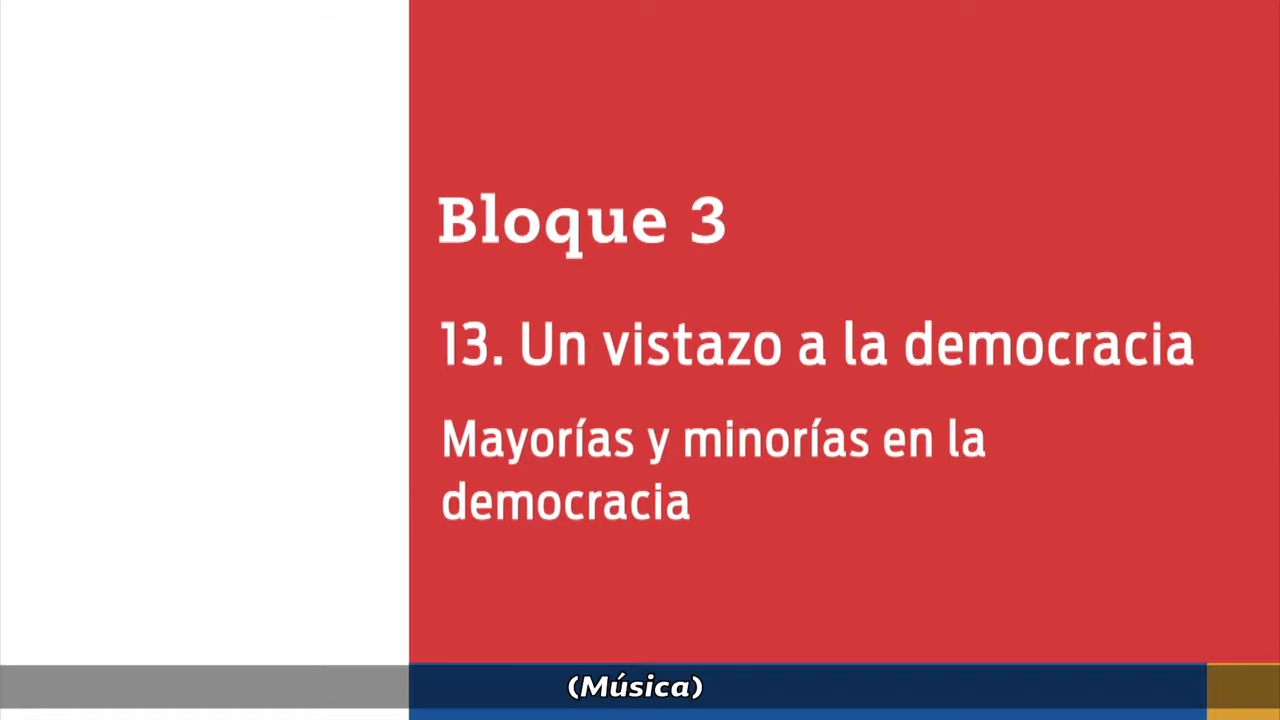 Bloque 3
13. Un vistazo a la democracia
Mayorías y minorías en la
democracia
(Música)